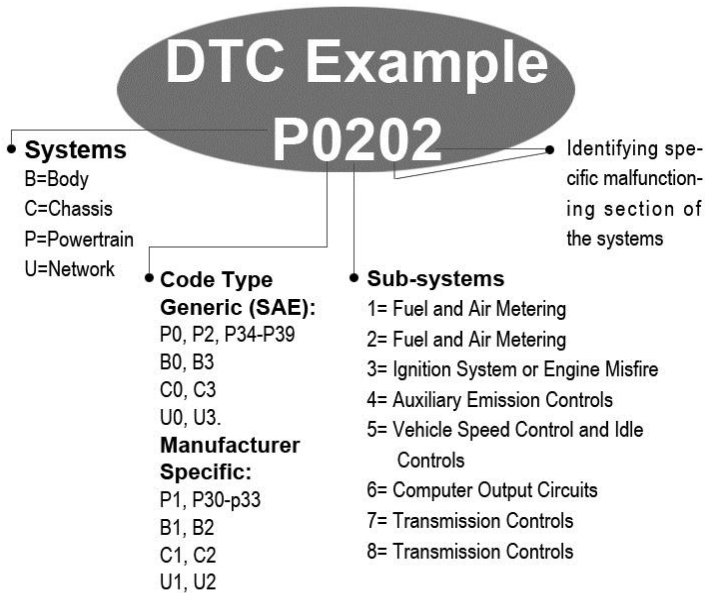 DTC Example
P0202
Systems
B=Body
C=Chassis
P=Powertrain
U=Network
Identifying spe-
cific malfunction-
ing section of
the systems
Code Type
Generic (SAE):
P0, P2, P34-P39
B0, B3
C0, C3
U0, U3.
Manufacturer
Specific:
P1, P30-p33
B1, B2
C1, C2
U1, U2
Sub-systems
1= Fuel and Air Metering
2= Fuel and Air Metering
3= Ignition System or Engine Misfire
4= Auxiliary Emission Controls
5= Vehicle Speed Control and Idle
Controls
6= Computer Output Circuits
7= Transmission Controls
8= Transmission Controls